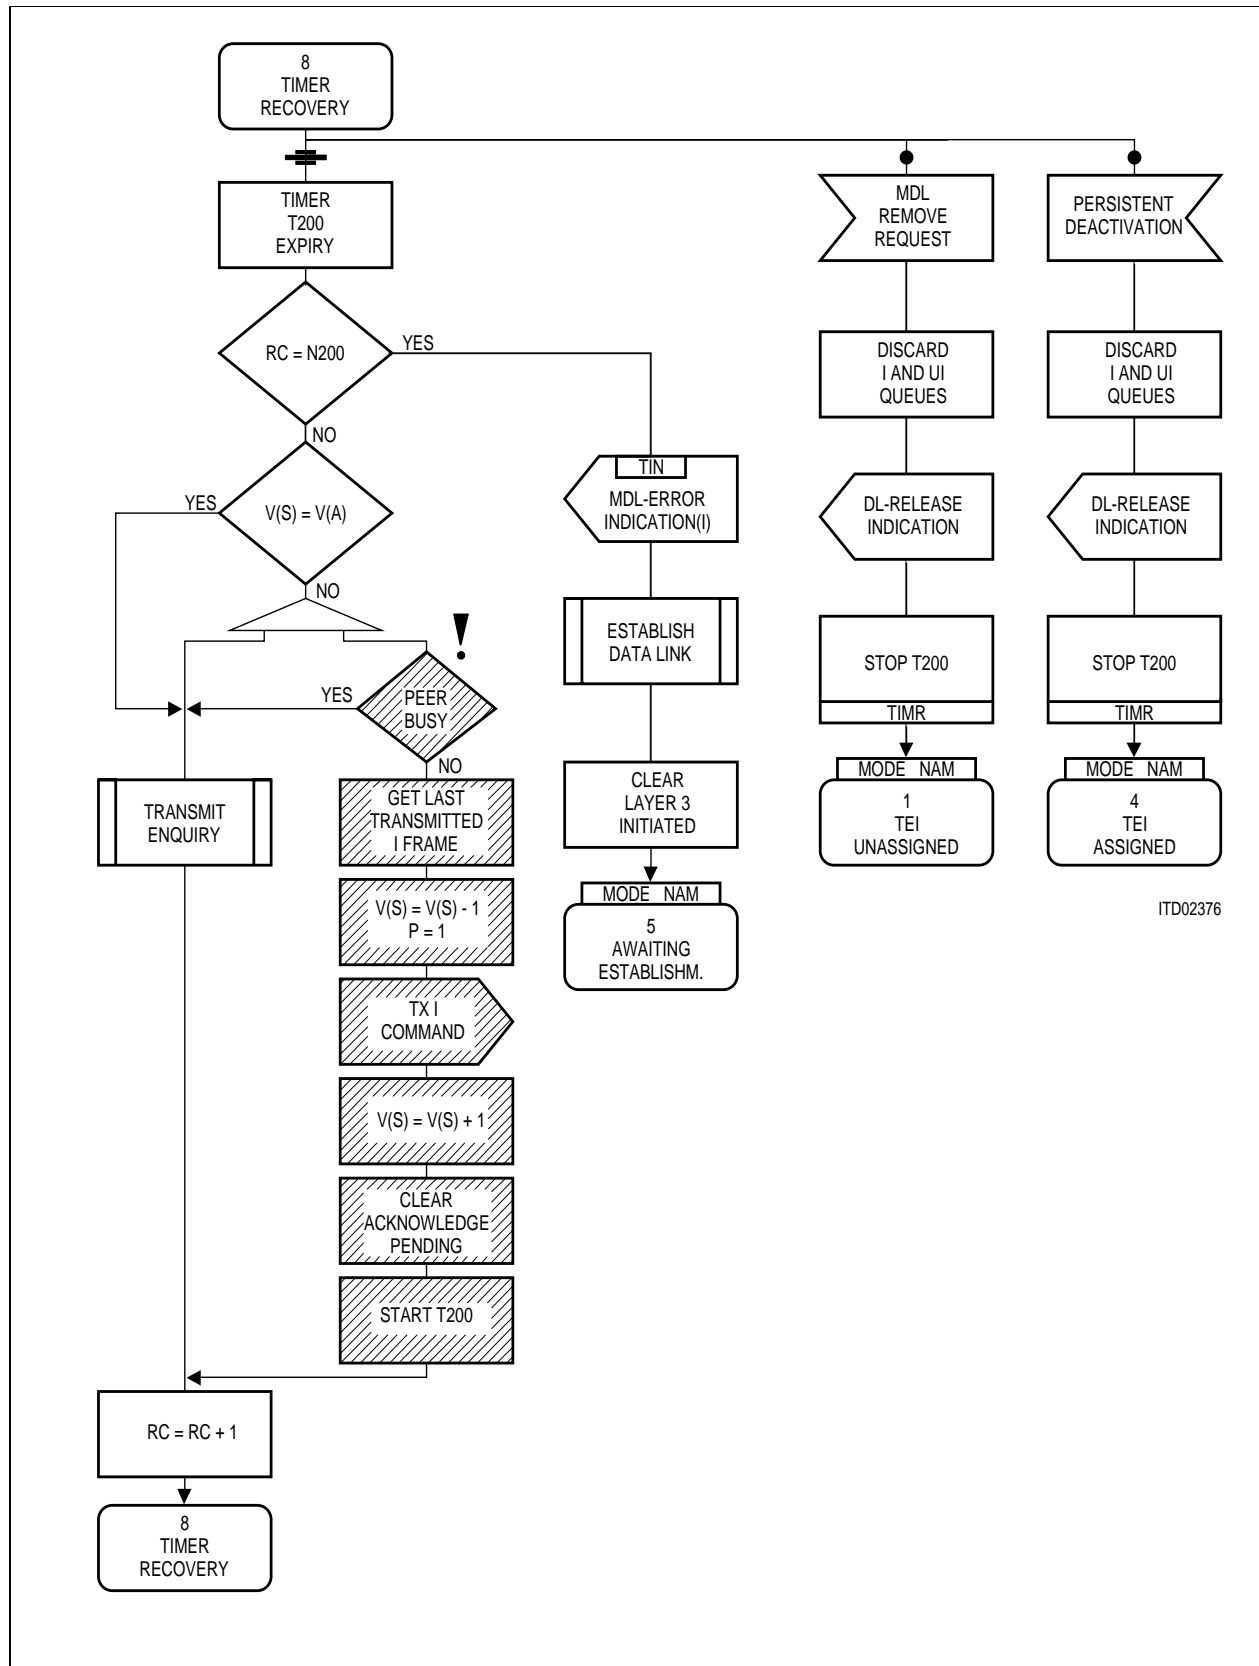 8
TIMER
RECOVERY
TIMER
T200
EXPIRY
RC = N200
YES
NO
V(S) = V(A)
YES
NO
PEER
BUSY
YES
NO
TRANSMIT
ENQUIRY
GET LAST
TRANSMITTED
I FRAME
V(S) = V(S) - 1
P = 1
TX I
COMMAND
V(S) = V(S) + 1
CLEAR
ACKNOWLEDGE
PENDING
START T200
RC = RC + 1
8
TIMER
RECOVERY
TIN
MDL-ERROR
INDICATION(I)
ESTABLISH
DATA LINK
CLEAR
LAYER 3
INITIATED
MODE NAM
5
AWAITING
ESTABLISHM.
MDL
REMOVE
REQUEST
DISCARD
I AND UI
QUEUES
DL-RELEASE
INDICATION
STOP T200
TIMR
MODE NAM
1
TEI
UNASSIGNED
PERSISTENT
DEACTIVATION
DISCARD
I AND UI
QUEUES
DL-RELEASE
INDICATION
STOP T200
TIMR
MODE NAM
4
TEI
ASSIGNED
ITD02376